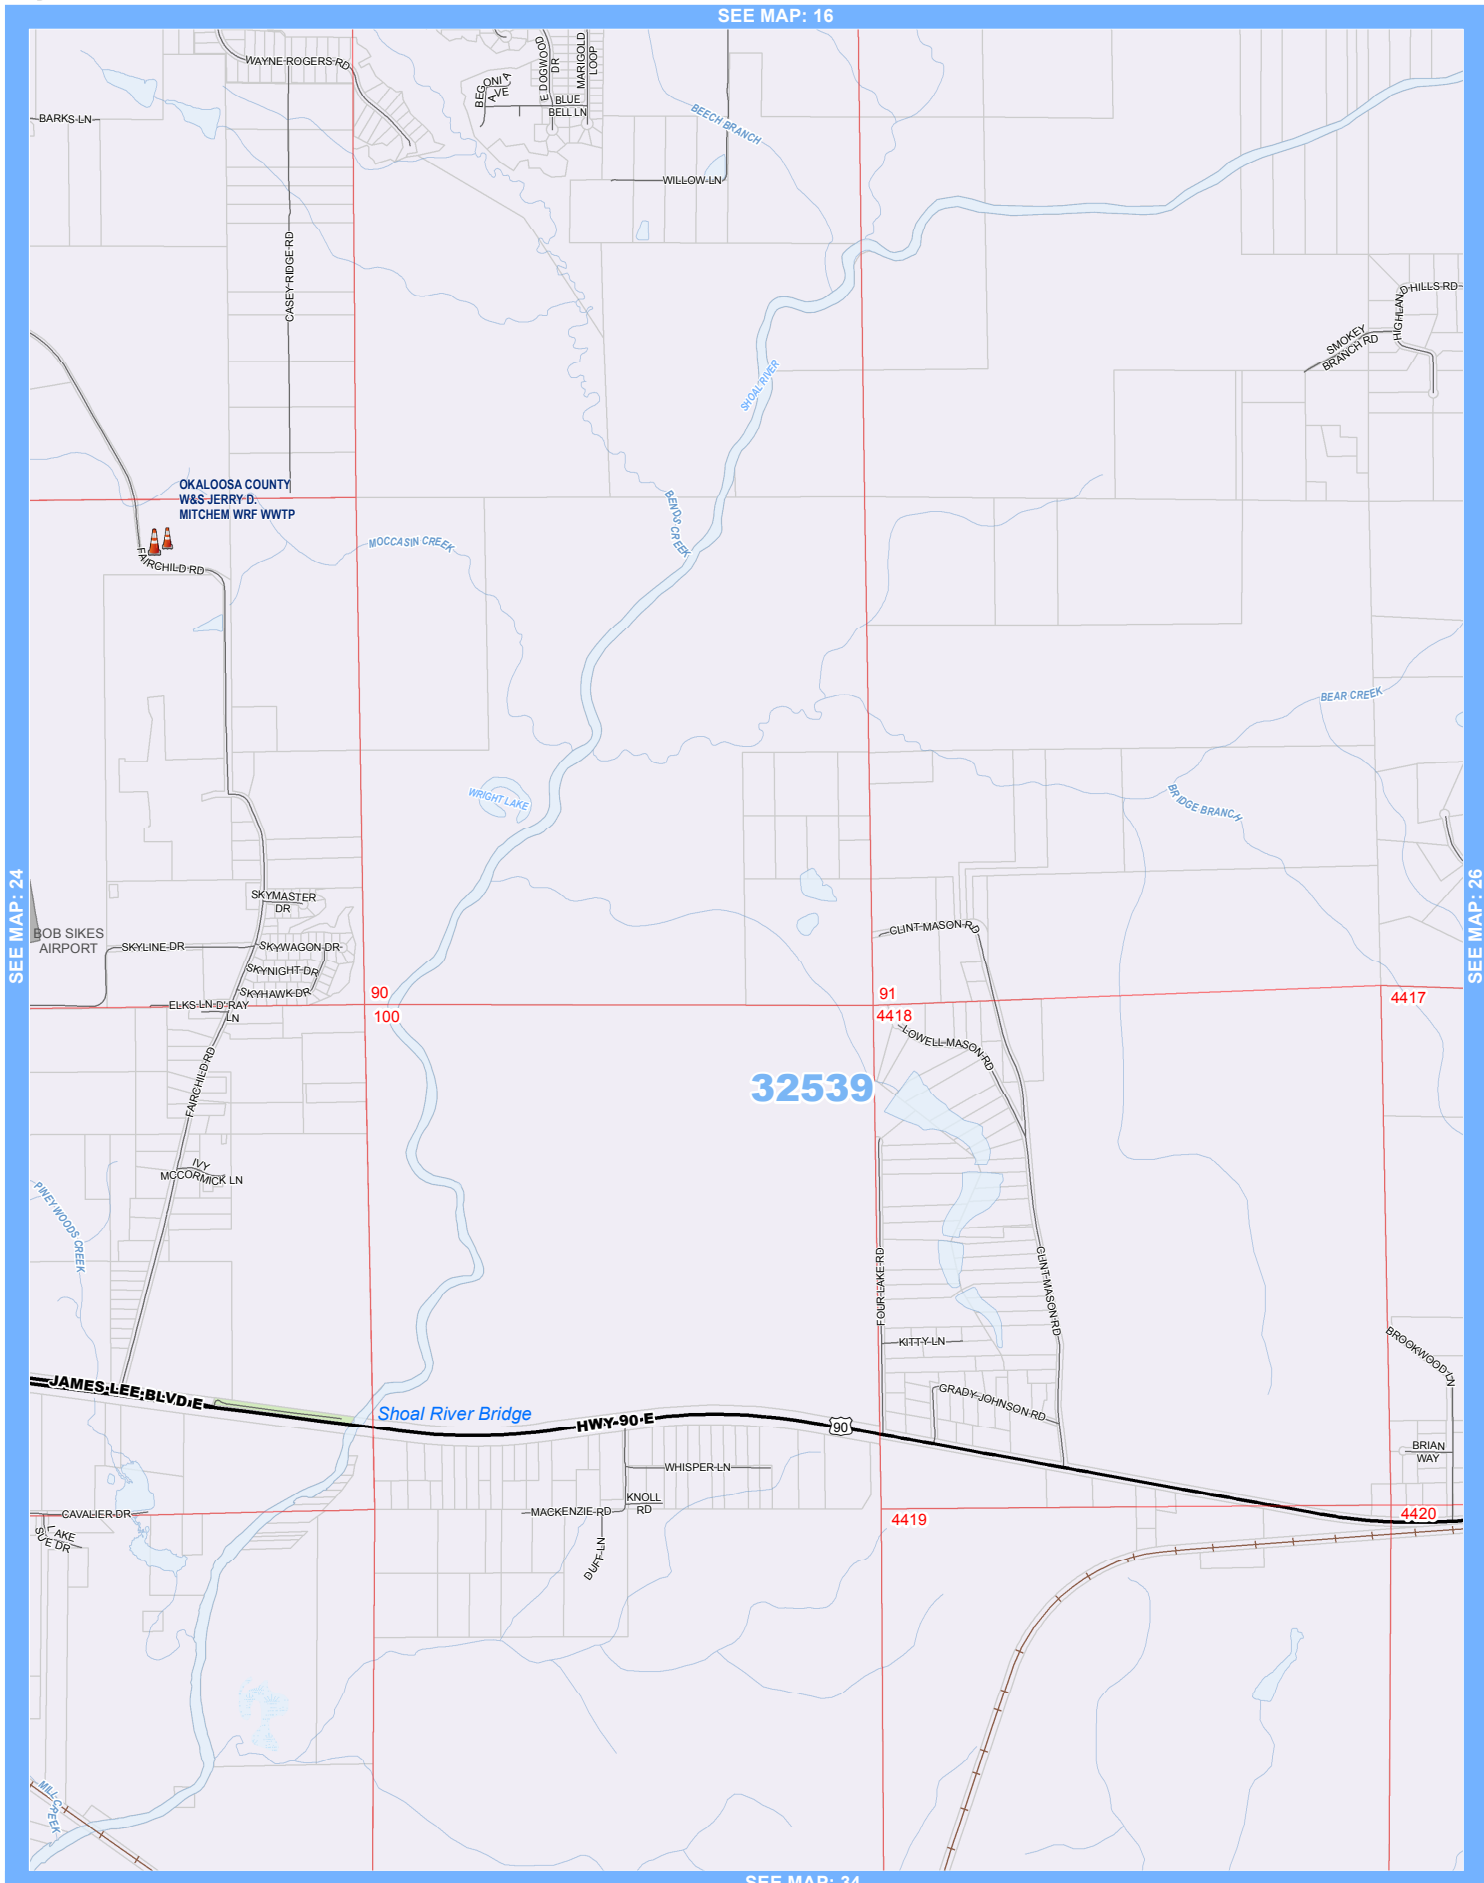 SEE MAP: 16
WAYNE ROGERS RD
BEGONIA
AVE
E DOGWOOD
DR
MARIGOLD
LOOP
BLUE
BELL LN
BARKS LN
BEECH BRANCH
WILLOW LN
CASEY RIDGE RD
HIGHLAND HILLS RD
SMOKEY
BRANCH RD
SHOAL RIVER
OKALOOSA COUNTY
W&S JERRY D.
MITCHEM WRF WWTP
BENDS CREEK
MOCCASIN CREEK
FAIRCHILD RD
BEAR CREEK
WRIGHT LAKE
BRIDGE BRANCH
SEE MAP: 24
SEE MAP: 26
SKYMASTER
DR
BOB SIKES
AIRPORT
SKYLINE DR
SKYWAGON DR
SKYNIGHT DR
SKYHAWK DR
CLINT MASON RD
90
91
4417
ELKS LN
D'RAY
LN
100
4418
LOWELL MASON RD
FAIRCHILD RD
32539
IVY
MCCORMICK LN
PINEY WOODS CREEK
FOUR LAKE RD
CLINT MASON RD
KITTY LN
BROOKWOOD LN
JAMES LEE BLVD E
GRADY JOHNSON RD
Shoal River Bridge
HWY 90 E
90
BRIAN
WAY
WHISPER LN
KNOLL
RD
MACKENZIE RD
CAVALIER DR
4419
4420
LAKE
SUE DR
DUFF LN
MILL CREEK
SEE MAP: 34